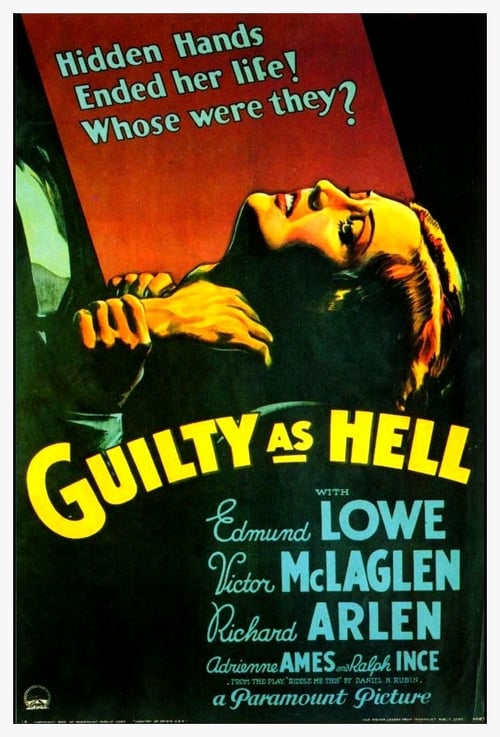 Hidden Hands
Ended her life!
Whose were they?
GUILTY AS HELL
WITH
Edmund LOWE
Victor McLAGLEN
Richard ARLEN
Adrienne AMES and Ralph INCE
FROM THE PLAY, "RIDDLE ME THIS" BY DANIEL N. RUBIN.
a Paramount Picture